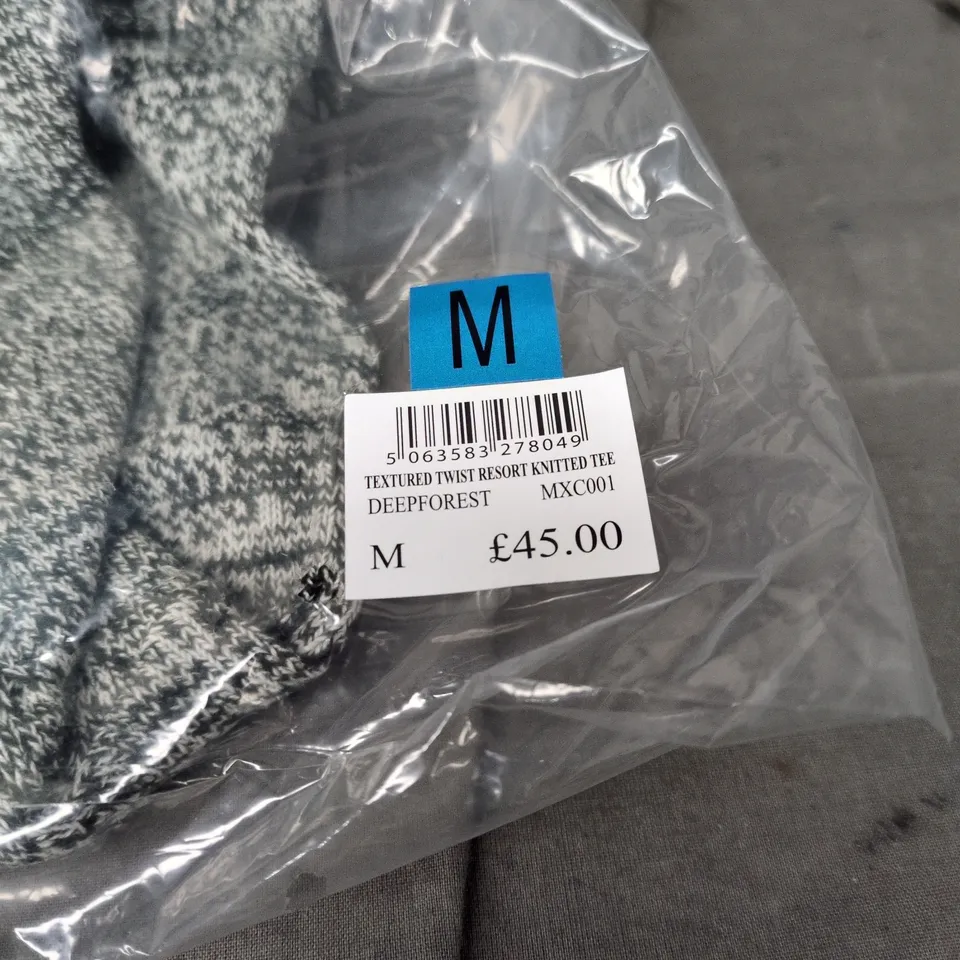 M
5 063583 278049
TEXTURED TWIST RESORT KNITTED TEE
DEEPFOREST MXC001
M £45.00